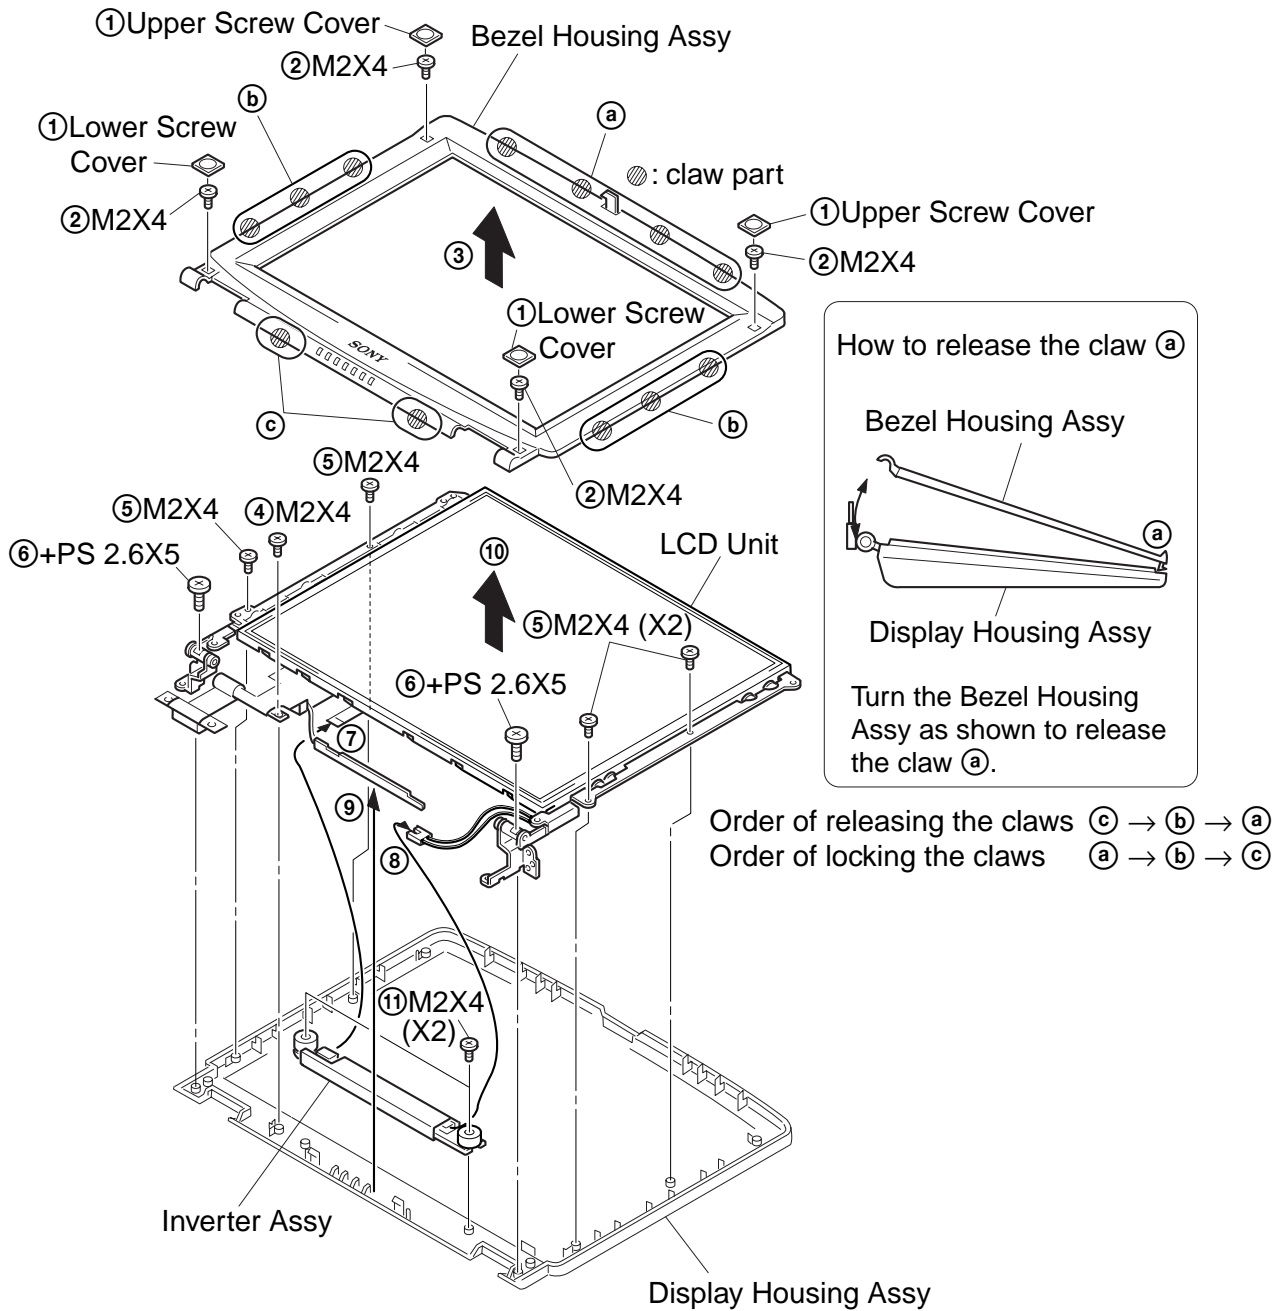 ①Upper Screw Cover
Bezel Housing Assy
②M2X4
ⓑ
ⓐ
①Lower Screw
Cover
: claw part
②M2X4
①Upper Screw Cover
②M2X4
③
①Lower Screw
Cover
SONY
ⓒ
ⓑ
②M2X4
How to release the claw ⓐ
Bezel Housing Assy
ⓐ
Display Housing Assy
Turn the Bezel Housing
Assy as shown to release
the claw ⓐ.
⑤M2X4
⑤M2X4
④M2X4
⑥+PS 2.6X5
⑩
LCD Unit
⑤M2X4 (X2)
⑥+PS 2.6X5
⑦
⑨
⑧
Order of releasing the claws ⓒ → ⓑ → ⓐ
Order of locking the claws ⓐ → ⓑ → ⓒ
⑪M2X4
(X2)
Inverter Assy
Display Housing Assy